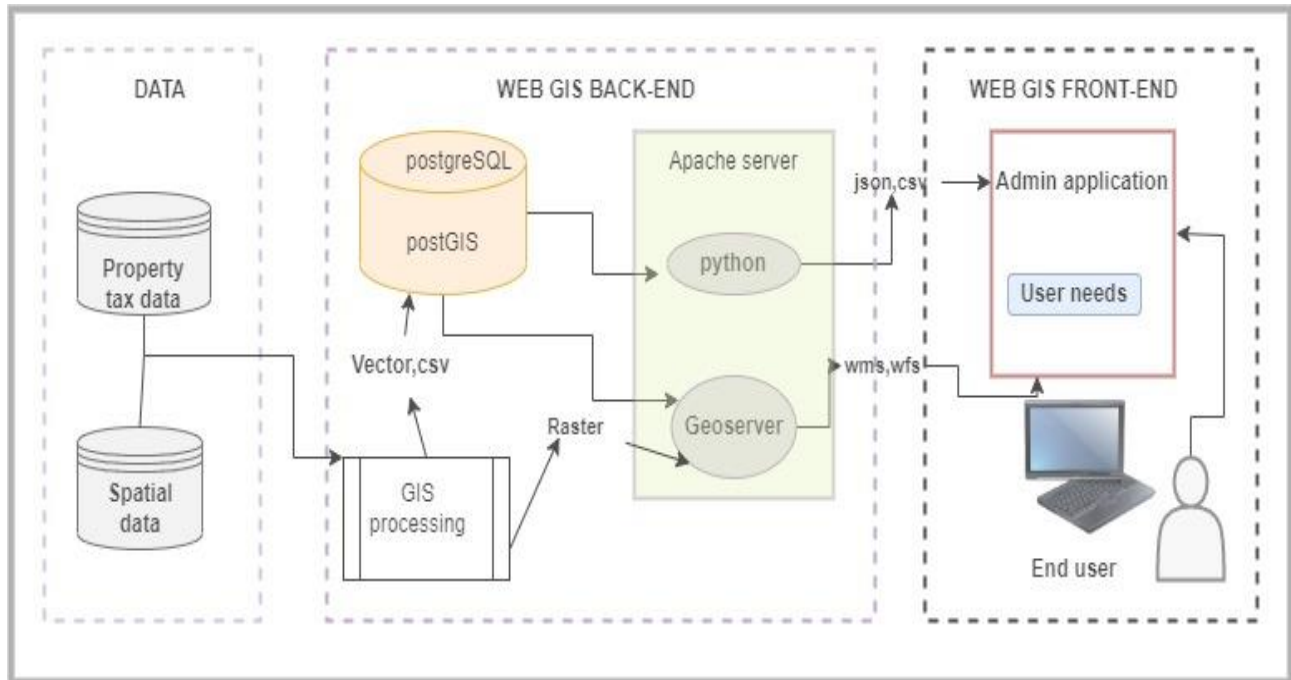 DATA
Property
tax data
Spatial
data
WEB GIS BACK-END
postgreSQL
postGIS
Vector,csv
GIS
processing
Raster
Apache server
python
Geoserver
json,csv
wms,wfs
WEB GIS FRONT-END
Admin application
User needs
End user